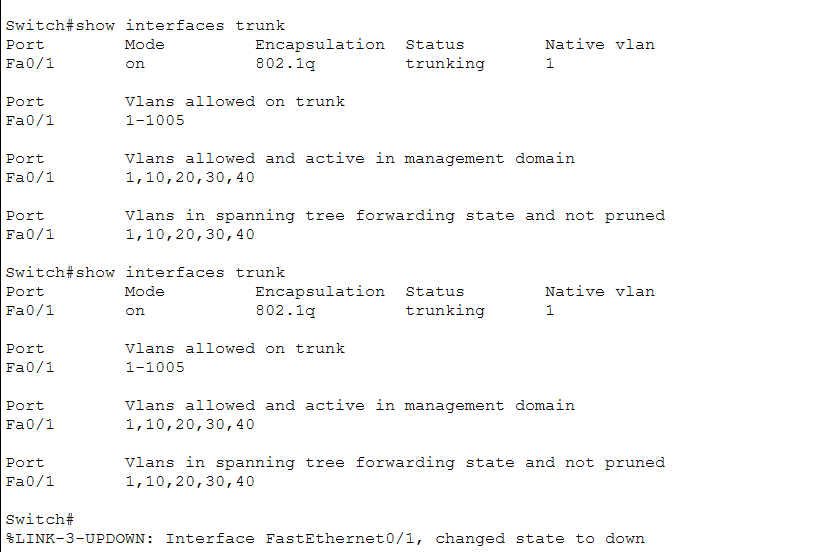 Switch#show interfaces trunk
Port        Mode         Encapsulation  Status        Native vlan
Fa0/1       on           802.1q         trunking      1
Port        Vlans allowed on trunk
Fa0/1       1-1005
Port        Vlans allowed and active in management domain
Fa0/1       1,10,20,30,40
Port        Vlans in spanning tree forwarding state and not pruned
Fa0/1       1,10,20,30,40
Switch#show interfaces trunk
Port        Mode         Encapsulation  Status        Native vlan
Fa0/1       on           802.1q         trunking      1
Port        Vlans allowed on trunk
Fa0/1       1-1005
Port        Vlans allowed and active in management domain
Fa0/1       1,10,20,30,40
Port        Vlans in spanning tree forwarding state and not pruned
Fa0/1       1,10,20,30,40
Switch#
%LINK-3-UPDOWN: Interface FastEthernet0/1, changed state to down